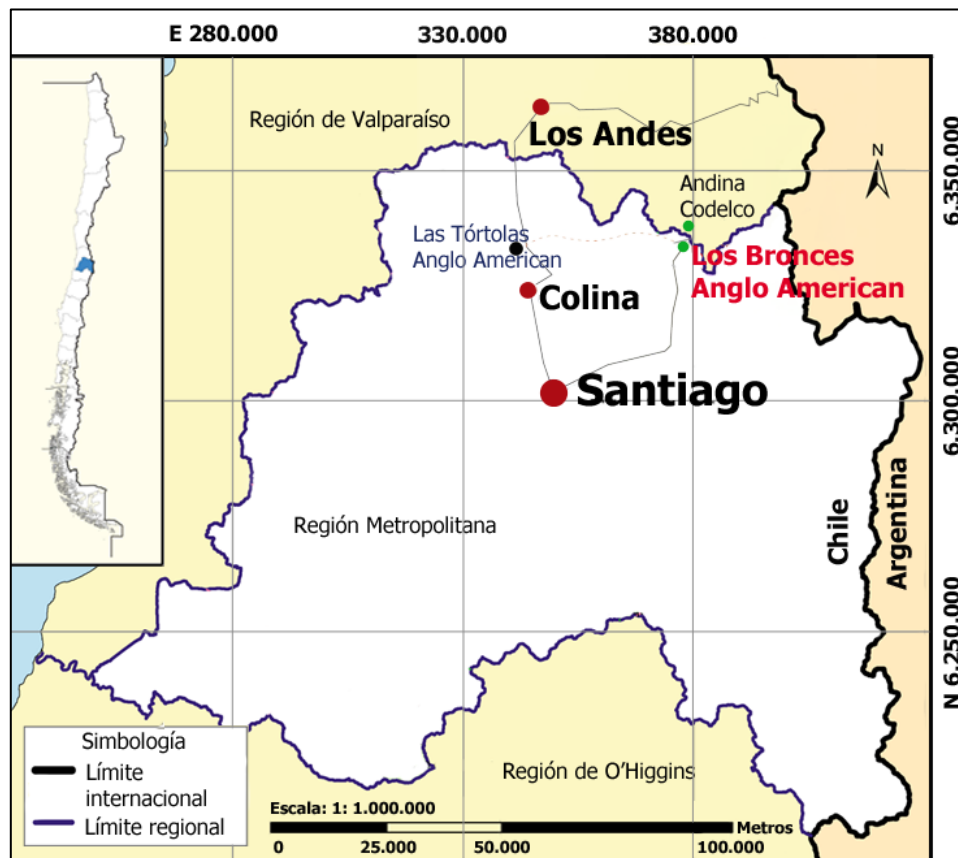 E 280.000
330.000
380.000
Región de Valparaíso
Los Andes
N
6.350.000
Andina
Codelco
Las Tórtolas
Anglo American
Los Bronces
Anglo American
Colina
Santiago
6.300.000
Región Metropolitana
Chile
Argentina
N 6.250.000
Simbología
Límite
internacional
Límite regional
Región de O'Higgins
Escala: 1: 1.000.000
Metros
0
25.000
50.000
100.000